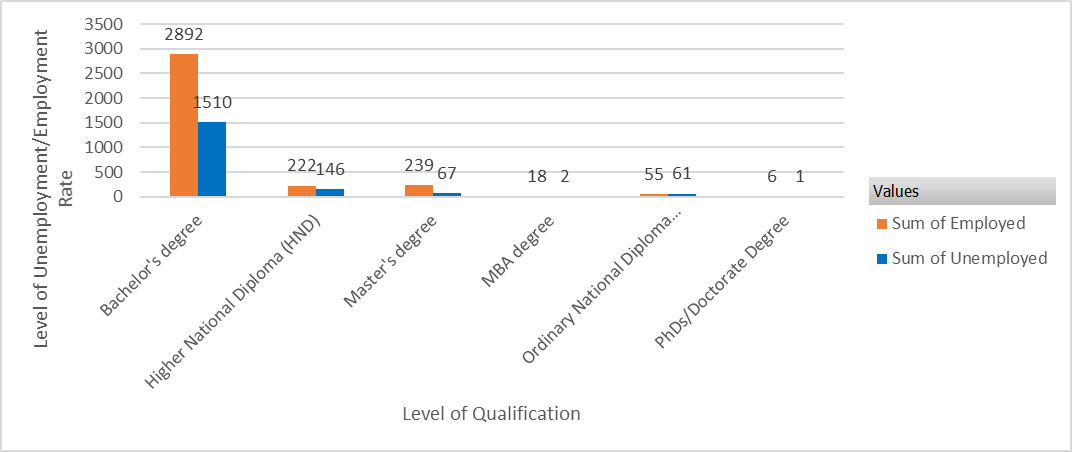 Level of Unemployment/Employment
Rate
3500
3000
2500
2000
1500
1000
500
0
2892
1510
222
146
239
67
18
2
55
61
6
1
Bachelor's degree
Higher National Diploma (HND)
Master's degree
MBA degree
Ordinary National Diploma...
PhDs/Doctorate Degree
Level of Qualification
Values
Sum of Employed
Sum of Unemployed